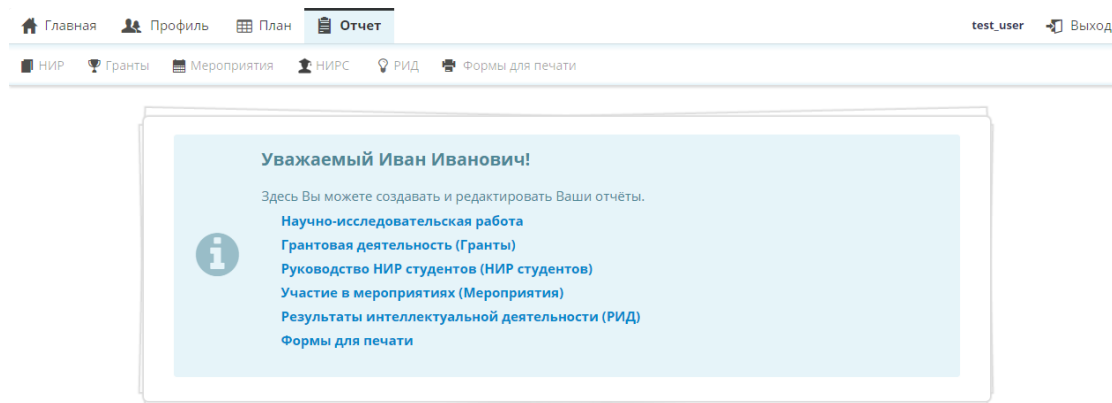 Главная Профиль План Отчет test_user Выход
НИР Гранты Мероприятия НИРС РИД Формы для печати
Уважаемый Иван Иванович!
Здесь Вы можете создавать и редактировать Ваши отчёты.
Научно-исследовательская работа
Грантовая деятельность (Гранты)
Руководство НИР студентов (НИР студентов)
Участие в мероприятиях (Мероприятия)
Результаты интеллектуальной деятельности (РИД)
Формы для печати